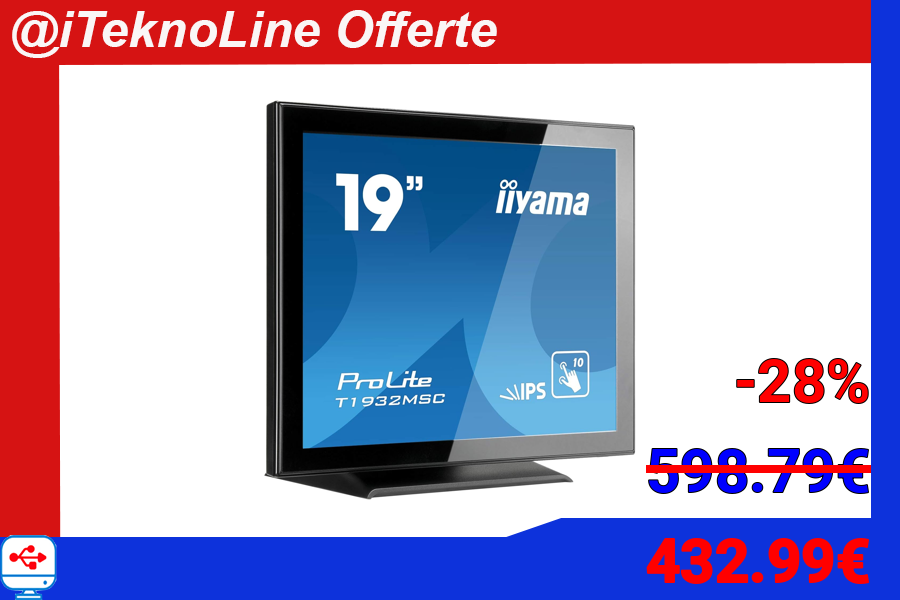 @iTeknoLine Offerte
19”
iiyama
ProLite
T1932MSC
IPS
10
-28%
598.79€
432.99€